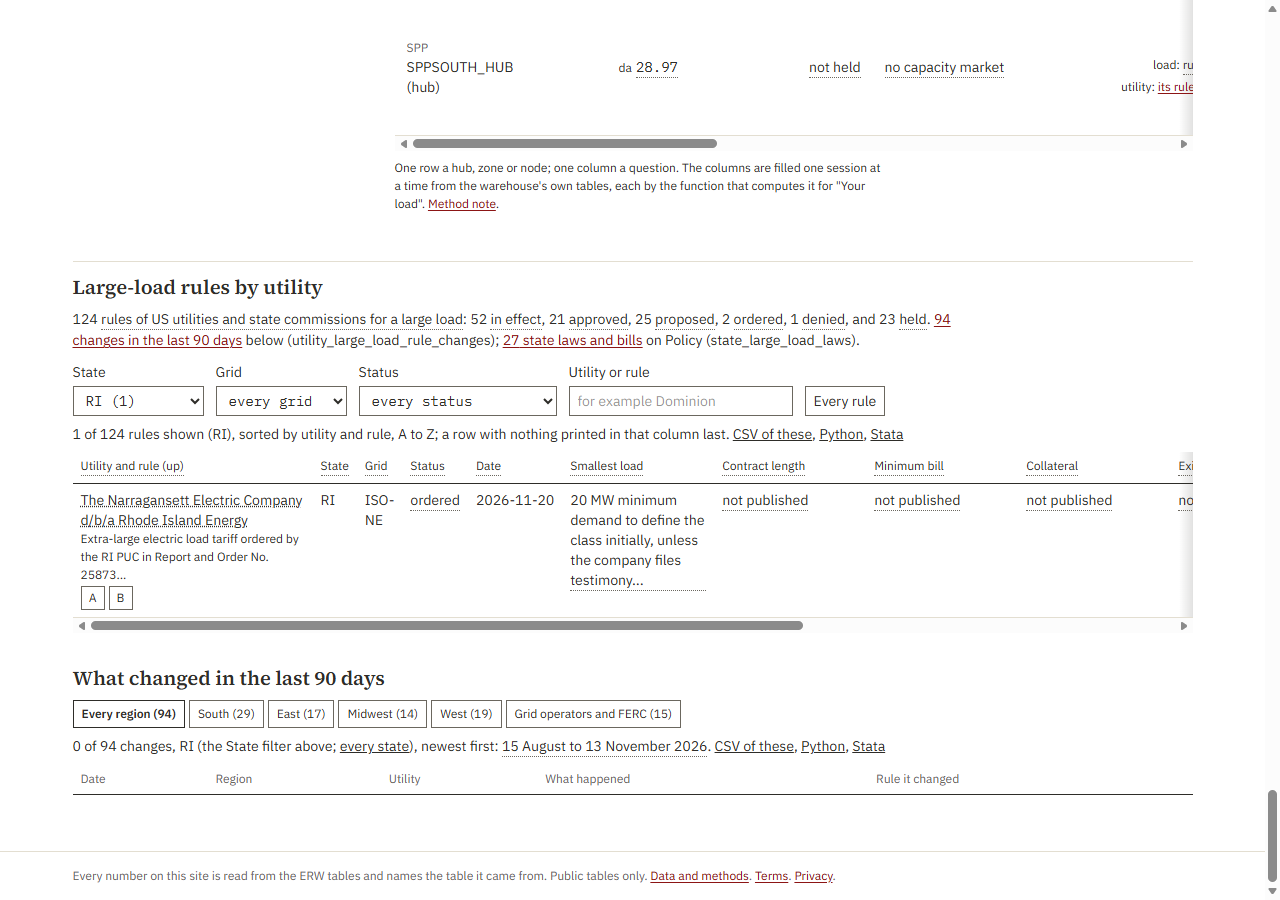 SPP
SPPSOUTH_HUB
(hub)
da 28.97
not held
no capacity market
load: ru
utility: its rule
One row a hub, zone or node; one column a question. The columns are filled one session at
a time from the warehouse's own tables, each by the function that computes it for "Your
load". Method note.
Large-load rules by utility
124 rules of US utilities and state commissions for a large load: 52 in effect, 21 approved, 25 proposed, 2 ordered, 1 denied, and 23 held. 94
changes in the last 90 days below (utility_large_load_rule_changes); 27 state laws and bills on Policy (state_large_load_laws).
State Grid Status Utility or rule
RI (1) every grid every status for example Dominion Every rule
1 of 124 rules shown (RI), sorted by utility and rule, A to Z; a row with nothing printed in that column last. CSV of these, Python, Stata
Utility and rule (up) State Grid Status Date Smallest load Contract length Minimum bill Collateral Exi
The Narragansett Electric Company
d/b/a Rhode Island Energy
Extra-large electric load tariff ordered by
the RI PUC in Report and Order No.
25873...
A B
RI
ISO-
NE
ordered
2026-11-20
20 MW minimum
demand to define the
class initially, unless
the company files
testimony...
not published
not published
not published
no
What changed in the last 90 days
Every region (94) South (29) East (17) Midwest (14) West (19) Grid operators and FERC (15)
0 of 94 changes, RI (the State filter above; every state), newest first: 15 August to 13 November 2026. CSV of these, Python, Stata
Date Region Utility What happened Rule it changed
Every number on this site is read from the ERW tables and names the table it came from. Public tables only. Data and methods. Terms. Privacy.